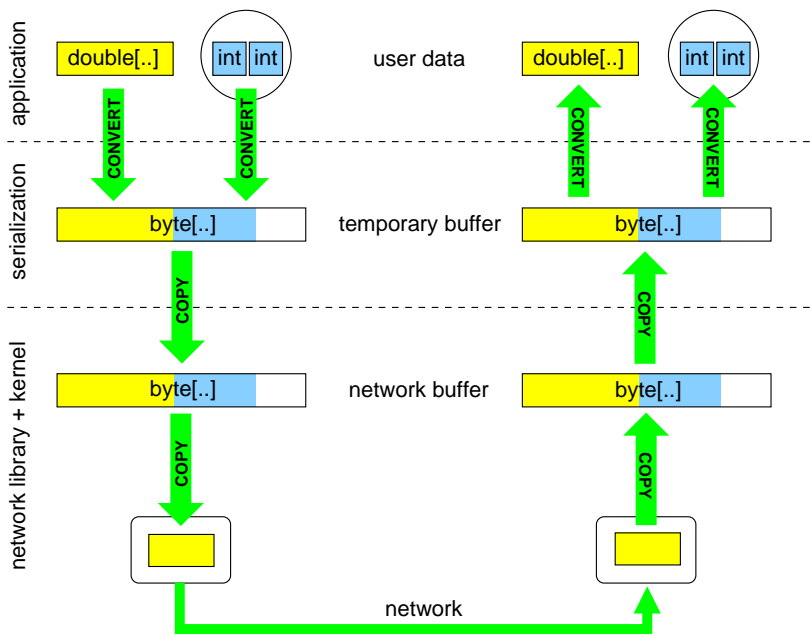 application
double[..]
int int
user data
double[..]
int int
CONVERT
CONVERT
CONVERT
CONVERT
serialization
byte[..]
temporary buffer
byte[..]
COPY
COPY
network library + kernel
byte[..]
network buffer
byte[..]
COPY
COPY
network